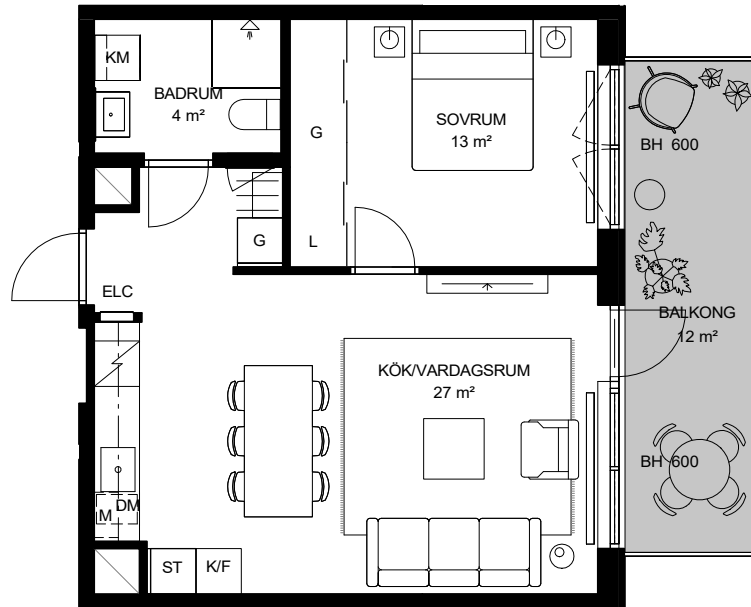 KM
BADRUM
4 m²
G
SOVRUM
13 m²
BH 600
G
L
ELC
BALKONG
12 m²
KÖK/VARDAGSRUM
27 m²
BH 600
M
DM
ST
K/F